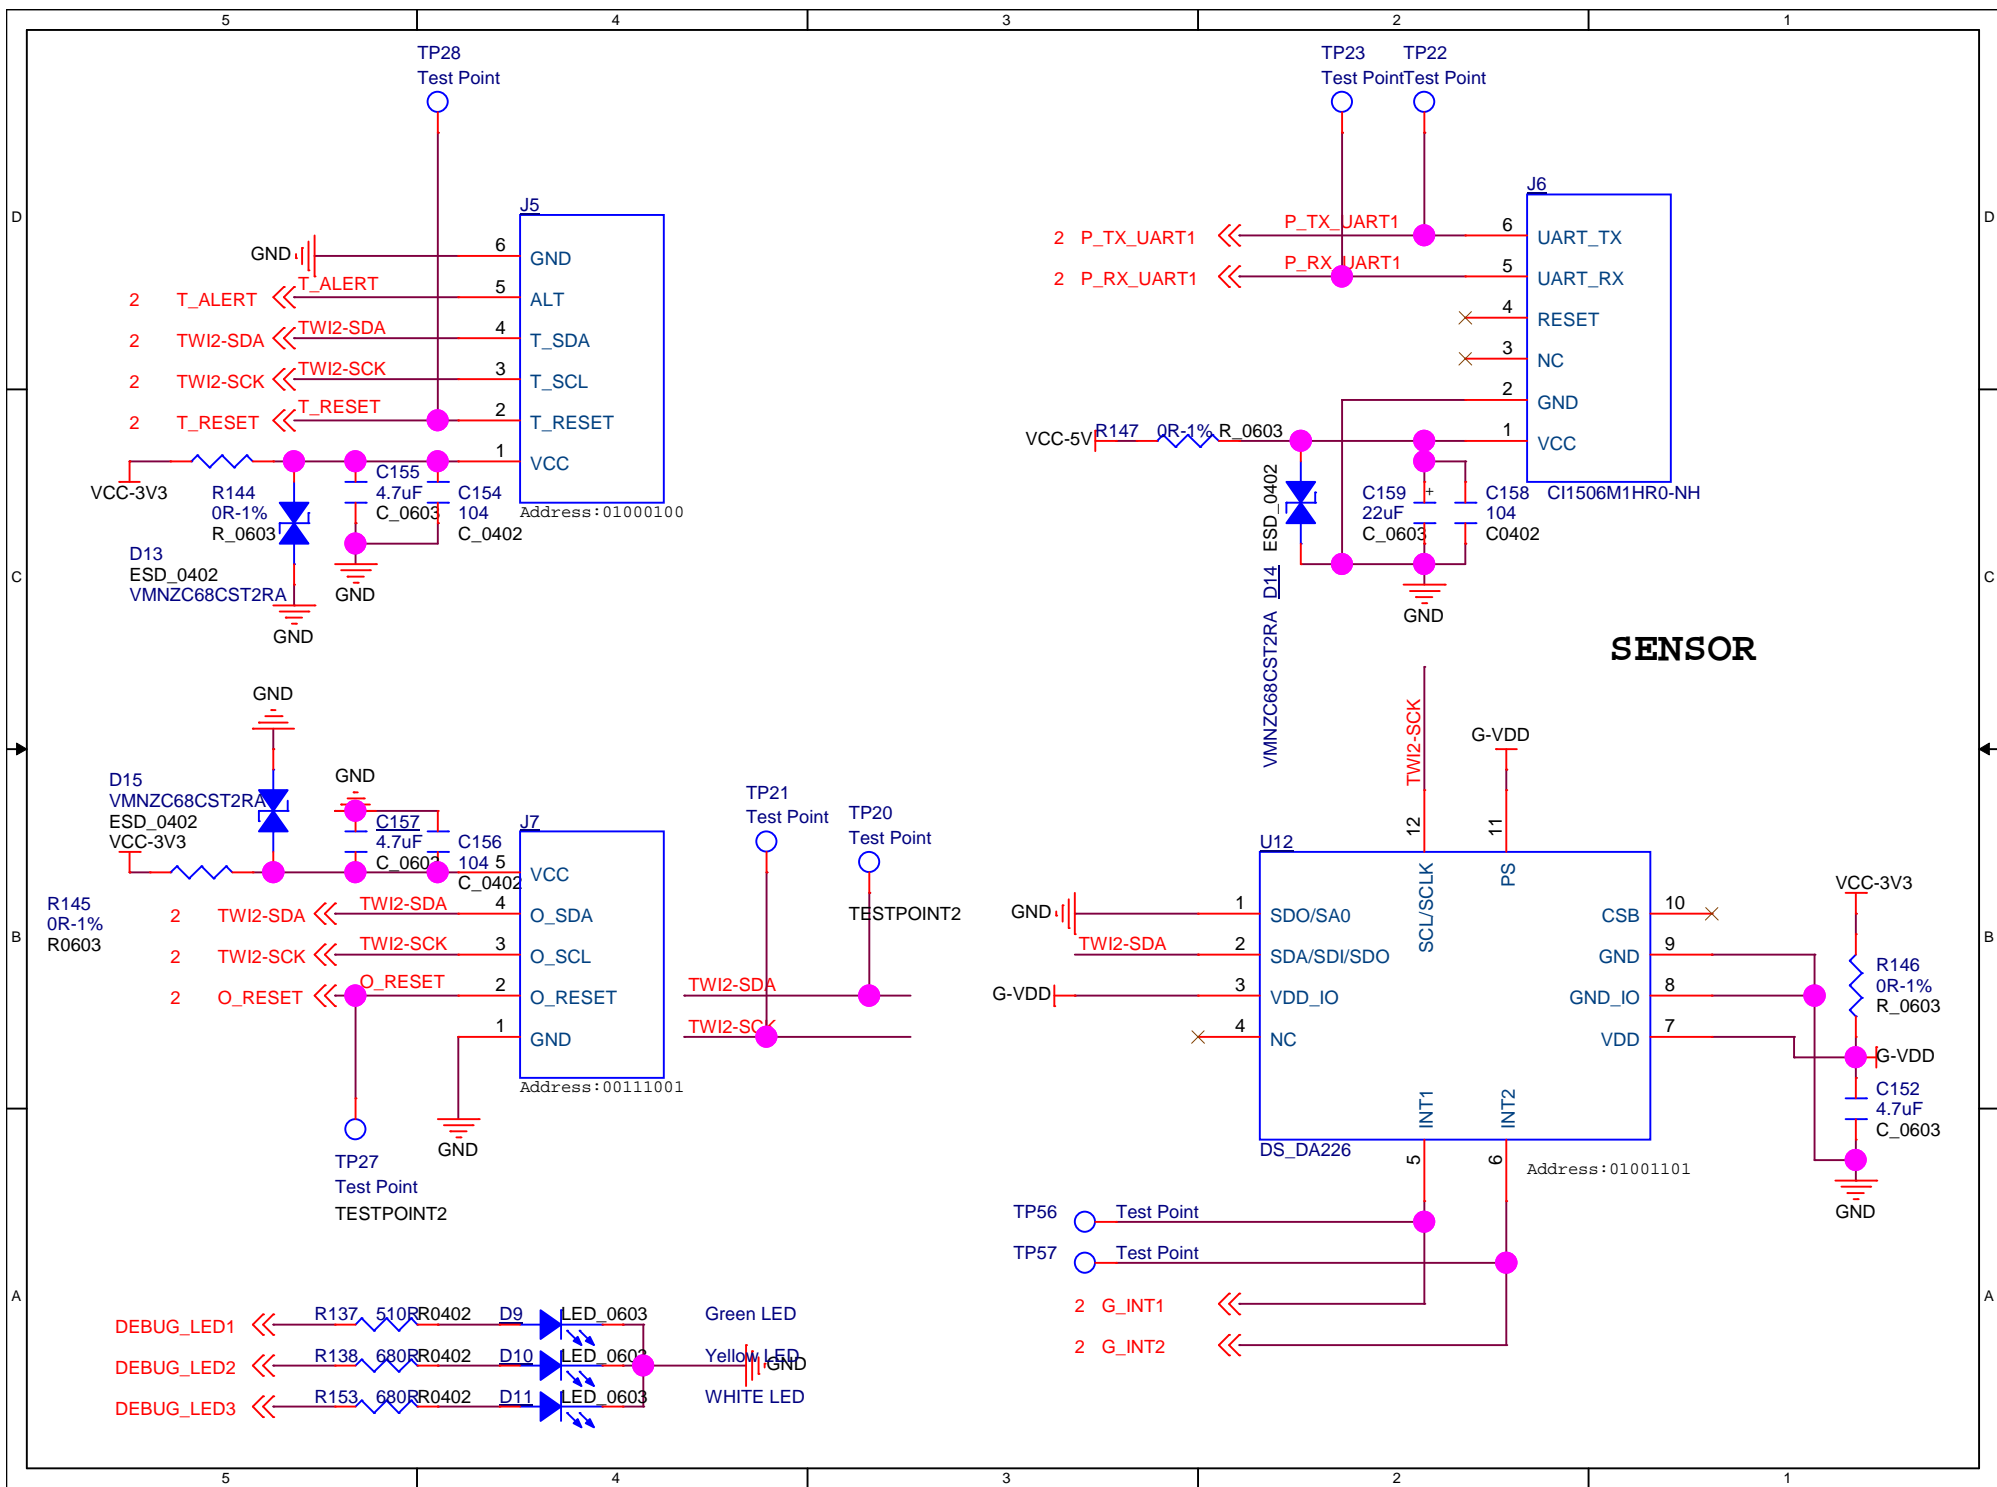 5 4 3 2 1
D
C
B
A
TP28
Test Point
J5
GND
6 GND
2 T_ALERT T_ALERT 5 ALT
2 TWI2-SDA TWI2-SDA 4 T_SDA
2 TWI2-SCK TWI2-SCK 3 T_SCL
2 T_RESET T_RESET 2 T_RESET
1 VCC
VCC-3V3
R144
0R-1%
R_0603
C155
4.7uF
C_0603
C154
104
C_0402
Address:01000100
D13
ESD_0402
VMNZC68CST2RA
GND
GND
TP23
Test Point
TP22
Test Point
J6
2 P_TX_UART1 P_TX_UART1 6 UART_TX
2 P_RX_UART1 P_RX_UART1 5 UART_RX
4 RESET
3 NC
2 GND
VCC-5V R147 0R-1% R_0603 1 VCC
CI1506M1HR0-NH
VMNZC68CST2RA D14 ESD_0402
C159
+
22uF
C_0603
C158
104
C0402
GND
SENSOR
GND
D15
VMNZC68CST2RA
ESD_0402
VCC-3V3
GND
C157
4.7uF
C_0603
C156
104
C_0402
J7
5 VCC
R145
0R-1%
R0603
2 TWI2-SDA TWI2-SDA 4 O_SDA
2 TWI2-SCK TWI2-SCK 3 O_SCL
2 O_RESET O_RESET 2 O_RESET
1 GND
Address:00111001
GND
TP27
Test Point
TESTPOINT2
TP21
Test Point
TP20
Test Point
TESTPOINT2
TWI2-SDA
TWI2-SCK
TWI2-SCK
G-VDD
U12
12 SCL/SCLK
11 PS
GND 1 SDO/SA0
TWI2-SDA 2 SDA/SDI/SDO
G-VDD 3 VDD_IO
4 NC
CSB 10
GND 9
GND_IO 8
VDD 7
INT1 5
INT2 6
DS_DA226
Address:01001101
VCC-3V3
R146
0R-1%
R_0603
G-VDD
C152
4.7uF
C_0603
GND
TP56 Test Point
TP57 Test Point
2 G_INT1
2 G_INT2
DEBUG_LED1 R137 510R R0402 D9 LED_0603 Green LED
DEBUG_LED2 R138 680R R0402 D10 LED_0603 Yellow LED
GND
DEBUG_LED3 R153 680R R0402 D11 LED_0603 WHITE LED
D
C
B
A
5 4 3 2 1